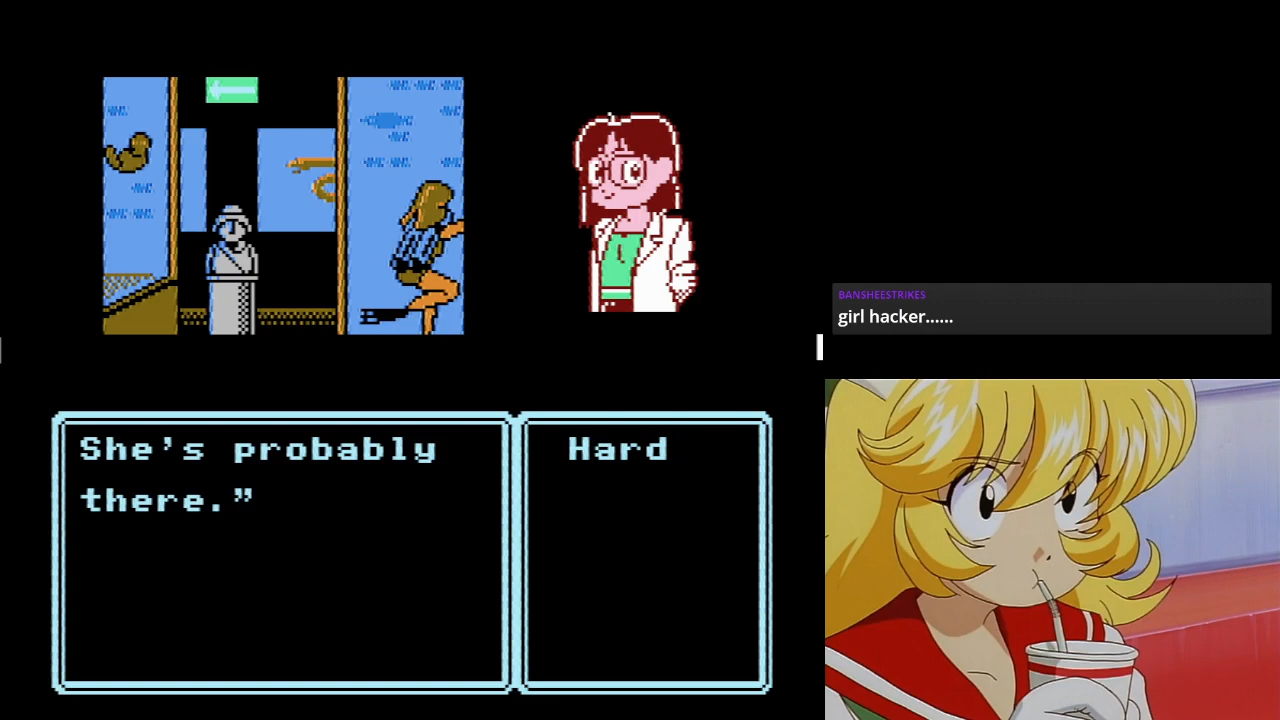 She's probably
there.”
Hard
BANSHEESTRIKES
girl hacker......